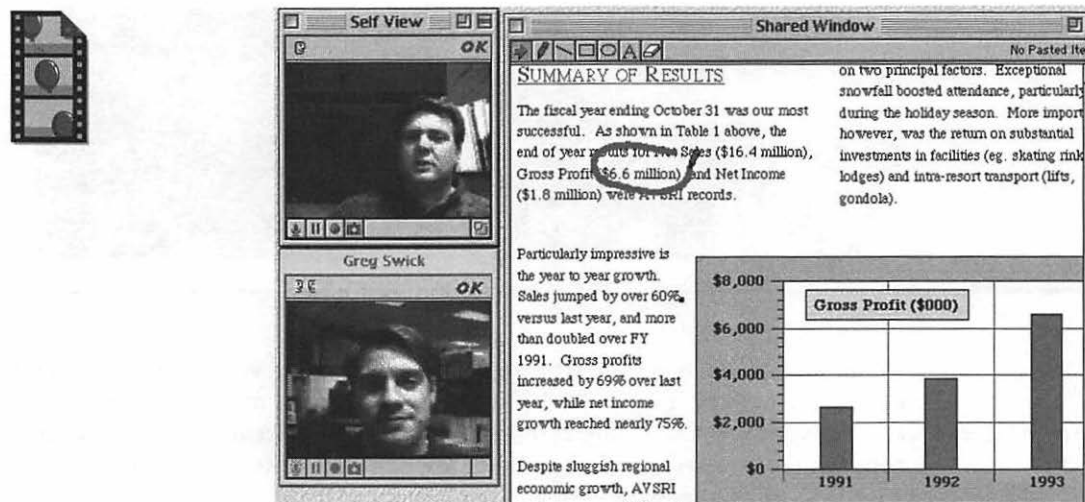 Self View
OK
Greg Swick
OK
Shared Window
A
No Pasted Ite
SUMMARY OF RESULTS
The fiscal year ending October 31 was our most
successful. As shown in Table 1 above, the
end of year results for Net Sales ($16.4 million),
Gross Profit ($6.6 million) and Net Income
($1.8 million) were AVSRI records.
Particularly impressive is
the year to year growth.
Sales jumped by over 60%
versus last year, and more
than doubled over FY
1991. Gross profits
increased by 69% over last
year, while net income
growth reached nearly 75%.
Despite sluggish regional
economic growth, AVSRI
on two principal factors. Exceptional
snowfall boosted attendance, particularly
during the holiday season. More import
however, was the return on substantial
investments in facilities (eg. skating rink
lodges) and intra-resort transport (lifts,
gondola).
Gross Profit ($000)
$8,000
$6,000
$4,000
$2,000
$0
1991 1992 1993